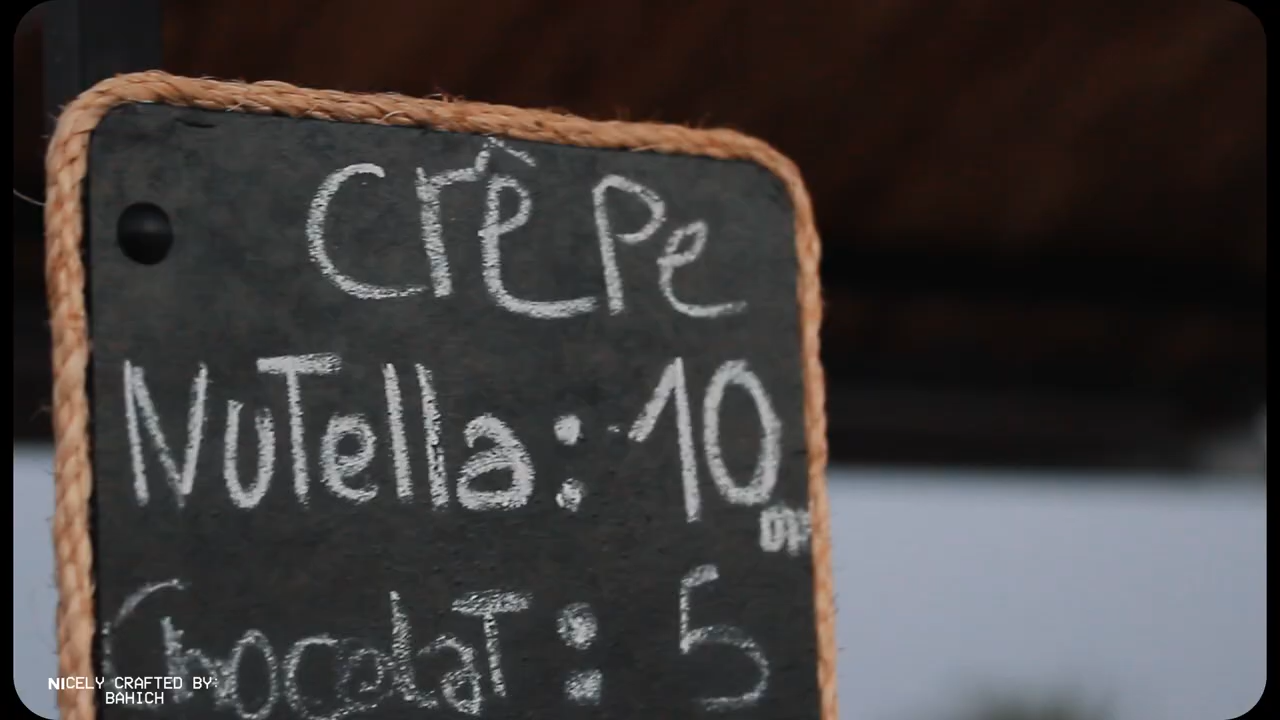 Crêpe
NuTella: 10
DH
ChocolaT: 5
NICELY CRAFTED BY:
BAHICH